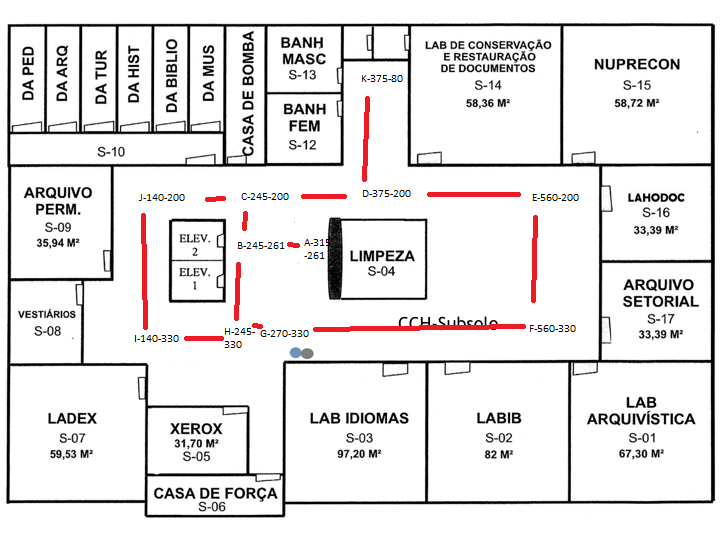 DA PED
DA ARQ
DA TUR
DA HIST
DA BIBLIO
DA MUS
CASA DE BOMBA
BANH
MASC
S-13
BANH
FEM
S-12
K-375-80
LAB DE CONSERVAÇÃO
E RESTAURAÇÃO
DE DOCUMENTOS
S-14
58,36 M²
NUPRECON
S-15
58,72 M²
S-10
ARQUIVO
PERM.
S-09
35,94 M²
J-140-200
C-245-200
D-375-200
E-560-200
LAHODOC
S-16
33,39 M²
ELEV.
2
ELEV.
1
B-245-261
A-315
-261
LIMPEZA
S-04
ARQUIVO
SETORIAL
S-17
33,39 M²
VESTIÁRIOS
S-08
I-140-330
H-245-
330
G-270-330
CCH-Subsolo
F-560-330
LADEX
S-07
59,53 M²
XEROX
31,70 M²
S-05
CASA DE FORÇA
S-06
LAB IDIOMAS
S-03
97,20 M²
LABIB
S-02
82 M²
LAB
ARQUIVÍSTICA
S-01
67,30 M²